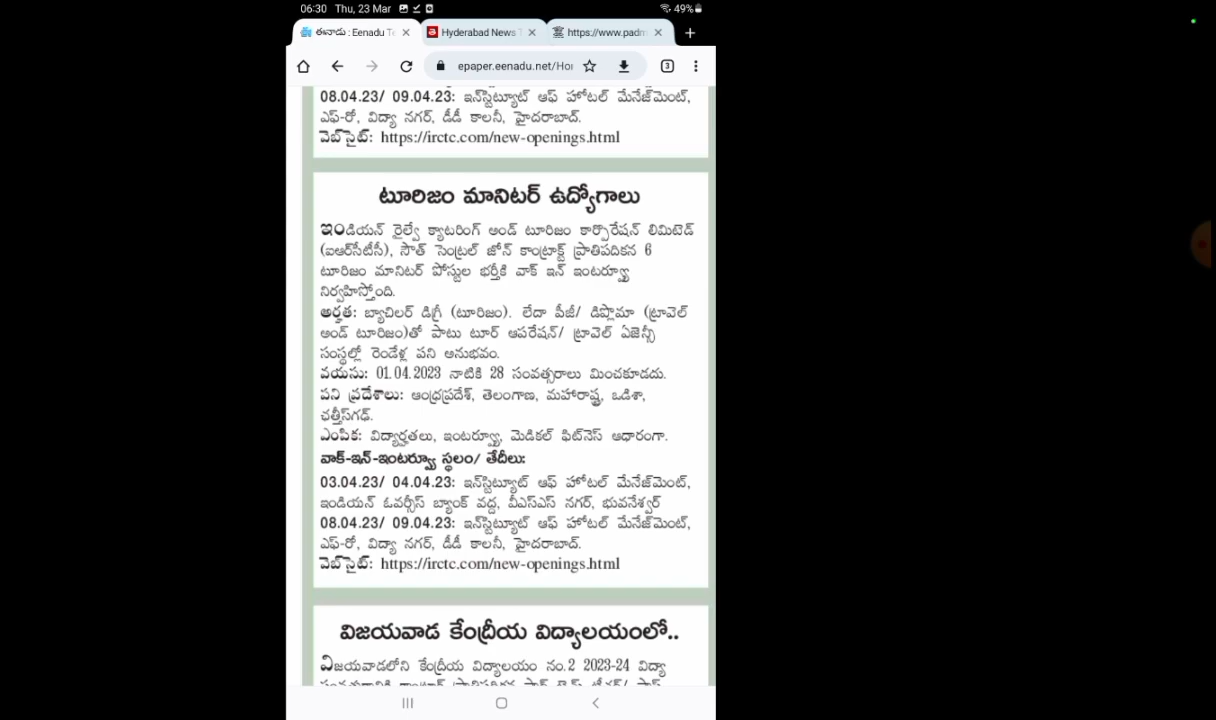 06:30 Thu, 23 Mar 49%
ఈనాడు : Eenadu Te × Hyderabad News T × https://www.padm × +
epaper.eenadu.net/Hor 3
08.04.23/ 09.04.23: ఇన్‌స్టిట్యూట్ ఆఫ్ హోటల్ మేనేజ్‌మెంట్,
ఎఫ్-రో, విద్యా నగర్, డీడీ కాలనీ, హైదరాబాద్.
వెబ్‌సైట్: https://irctc.com/new-openings.html
టూరిజం మానిటర్ ఉద్యోగాలు
ఇండియన్ రైల్వే క్యాటరింగ్ అండ్ టూరిజం కార్పొరేషన్ లిమిటెడ్
(ఐఆర్‌సీటీసీ), సౌత్ సెంట్రల్ జోన్ కాంట్రాక్ట్ ప్రాతిపదికన 6
టూరిజం మానిటర్ పోస్టుల భర్తీకి వాక్ ఇన్ ఇంటర్వ్యూ
నిర్వహిస్తోంది.
అర్హత: బ్యాచిలర్ డిగ్రీ (టూరిజం). లేదా పీజీ/ డిప్లొమా (ట్రావెల్
అండ్ టూరిజం)తో పాటు టూర్ ఆపరేషన్/ ట్రావెల్ ఏజెన్సీ
సంస్థల్లో రెండేళ్ల పని అనుభవం.
వయసు: 01.04.2023 నాటికి 28 సంవత్సరాలు మించకూడదు.
పని ప్రదేశాలు: ఆంధ్రప్రదేశ్, తెలంగాణ, మహారాష్ట్ర, ఒడిశా,
ఛత్తీస్‌గఢ్.
ఎంపిక: విద్యార్హతలు, ఇంటర్వ్యూ, మెడికల్ ఫిట్‌నెస్ ఆధారంగా.
వాక్-ఇన్-ఇంటర్వ్యూ స్థలం/ తేదీలు:
03.04.23/ 04.04.23: ఇన్‌స్టిట్యూట్ ఆఫ్ హోటల్ మేనేజ్‌మెంట్,
ఇండియన్ ఓవర్సీస్ బ్యాంక్ వద్ద, వీఎస్ఎస్ నగర్, భువనేశ్వర్
08.04.23/ 09.04.23: ఇన్‌స్టిట్యూట్ ఆఫ్ హోటల్ మేనేజ్‌మెంట్,
ఎఫ్-రో, విద్యా నగర్, డీడీ కాలనీ, హైదరాబాద్.
వెబ్‌సైట్: https://irctc.com/new-openings.html
విజయవాడ కేంద్రీయ విద్యాలయంలో..
విజయవాడలోని కేంద్రీయ విద్యాలయం నం.2 2023-24 విద్యా